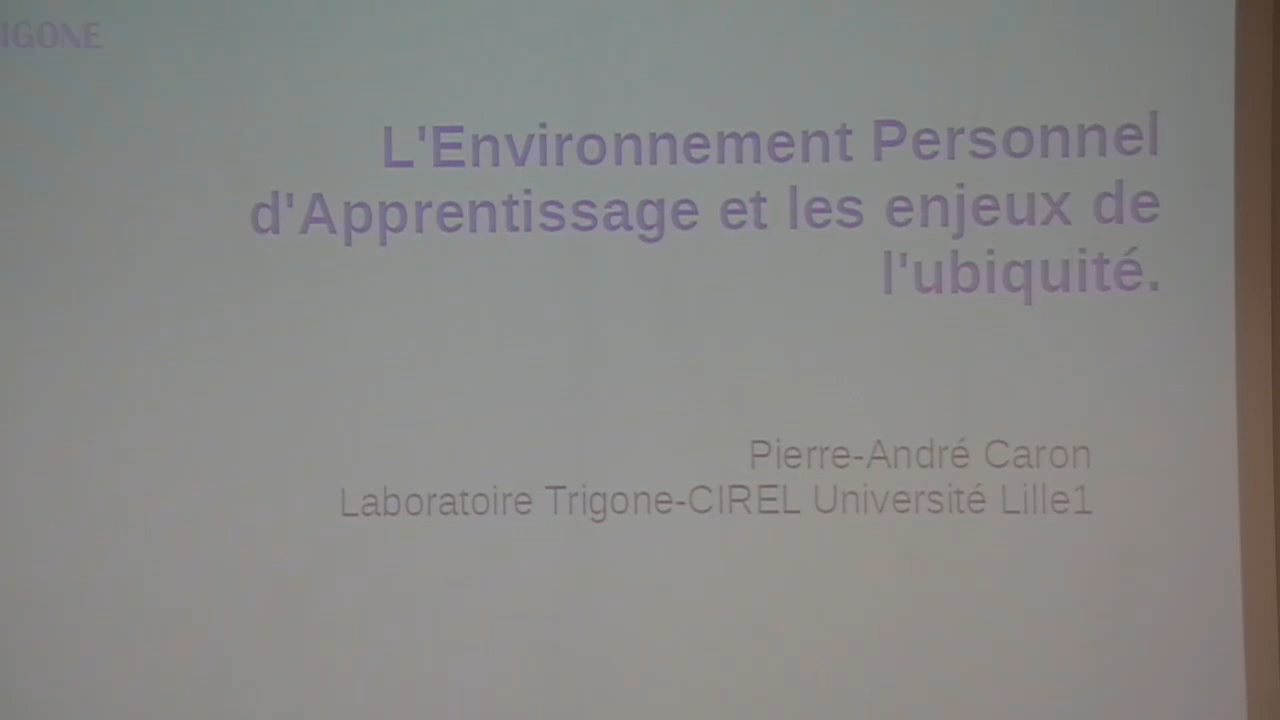 IGONE
L'Environnement Personnel
d'Apprentissage et les enjeux de
l'ubiquité.
Pierre-André Caron
Laboratoire Trigone-CIREL Université Lille1